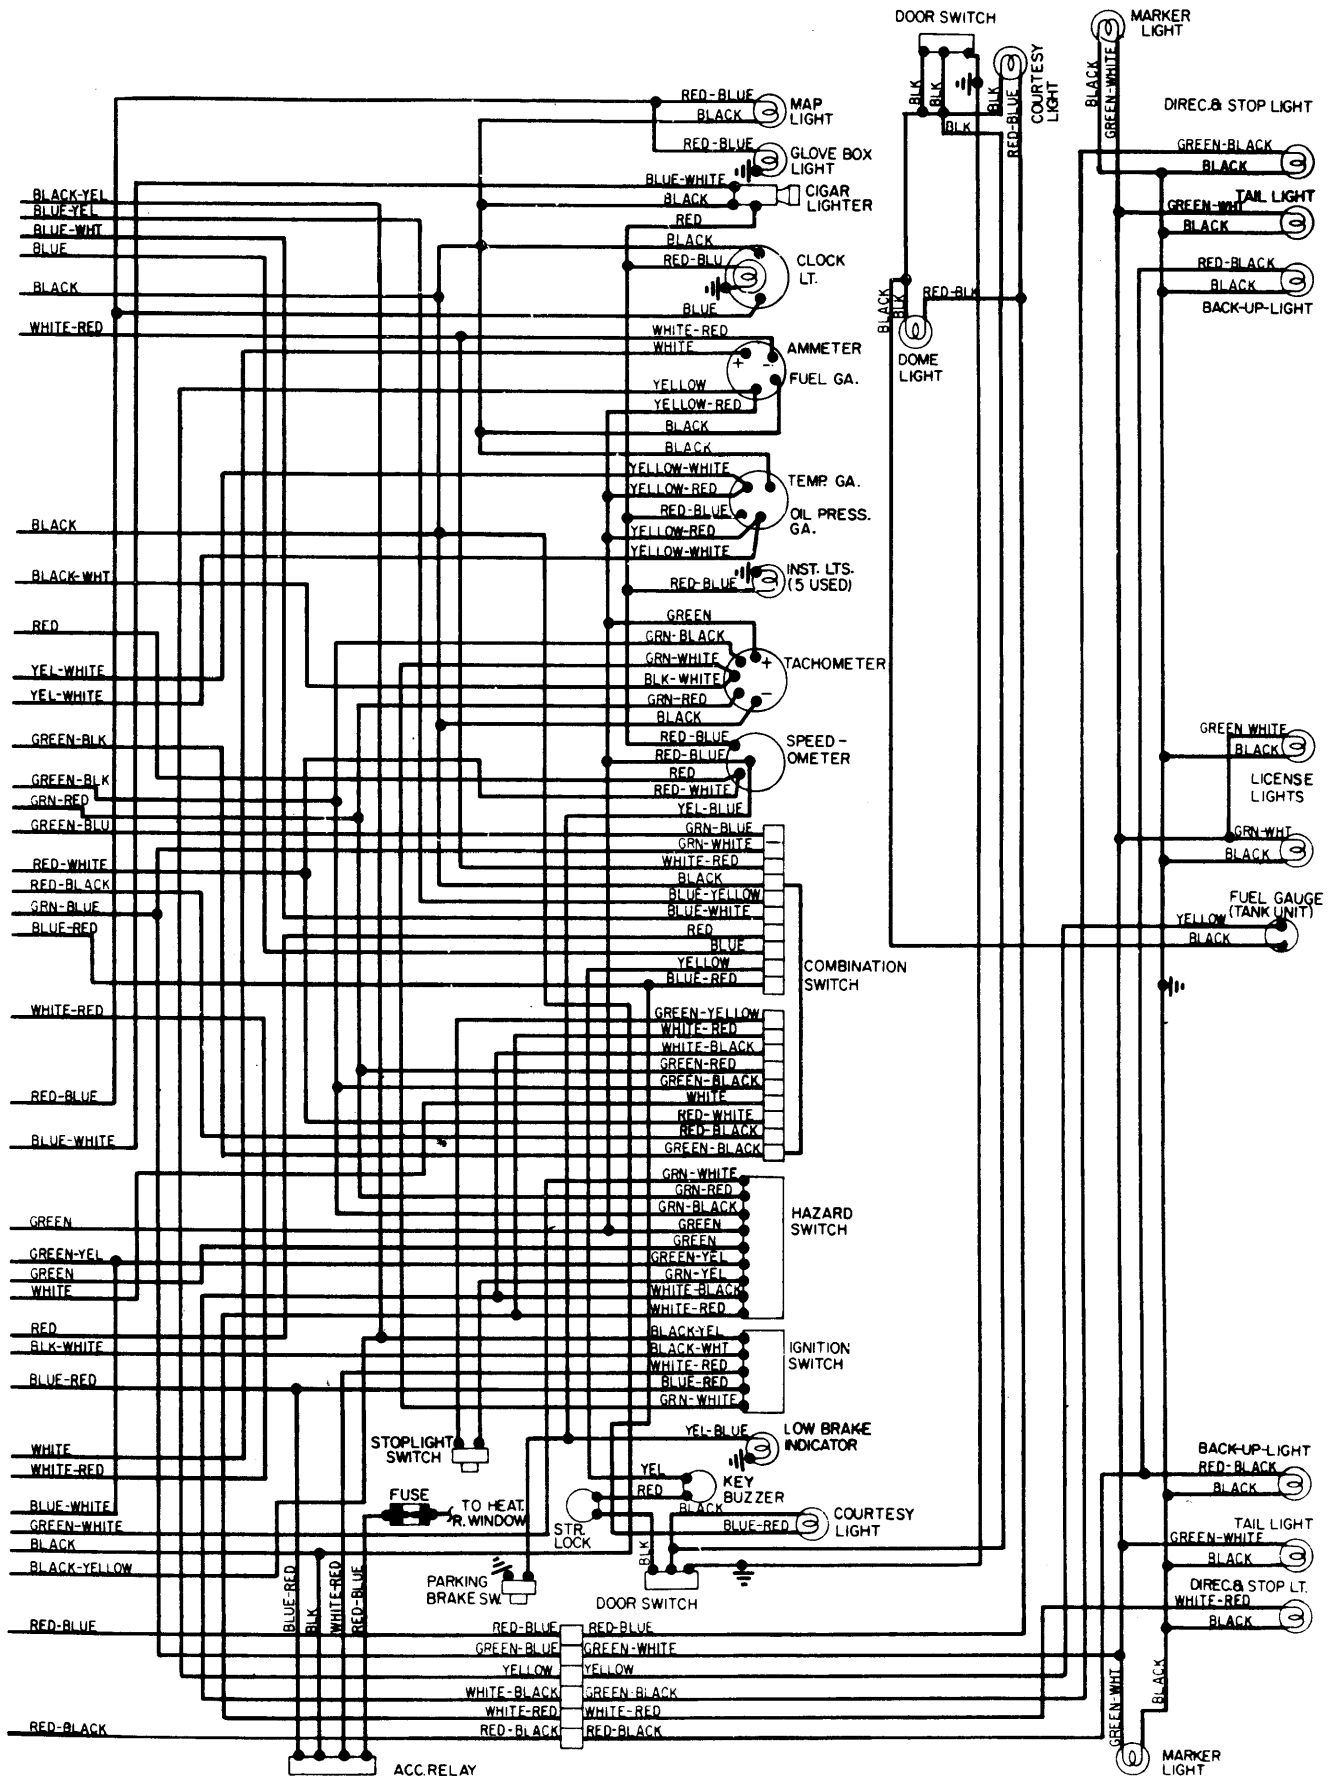 DOOR SWITCH
MARKER
LIGHT
BLK
BLK
BLK
BLK
RED-BLUE
COURTESY
LIGHT
BLACK
GREEN-WHITE
DIREC.& STOP LIGHT
GREEN-BLACK
BLACK
TAIL LIGHT
GREEN-WHT
BLACK
RED-BLACK
BLACK
BACK-UP-LIGHT
RED-BLUE
BLACK
MAP
LIGHT
RED-BLUE
GLOVE BOX
LIGHT
BLUE-WHITE
BLACK
CIGAR
LIGHTER
RED
BLACK
RED-BLU
CLOCK
LT.
BLUE
BLACK
BLK
RED-BLK
DOME
LIGHT
BLACK-YEL
BLUE-YEL
BLUE-WHT
BLUE
BLACK
WHITE-RED
WHITE-RED
WHITE
AMMETER
+
-
FUEL GA.
YELLOW
YELLOW-RED
BLACK
BLACK
YELLOW-WHITE
YELLOW-RED
TEMP. GA.
RED-BLUE
OIL PRESS.
GA.
YELLOW-RED
YELLOW-WHITE
RED-BLUE
INST. LTS.
(5 USED)
BLACK
BLACK-WHT
RED
YEL-WHITE
YEL-WHITE
GREEN
GRN-BLACK
GRN-WHITE
BLK-WHITE
GRN-RED
BLACK
+
-
TACHOMETER
RED-BLUE
RED-BLUE
RED
RED-WHITE
YEL-BLUE
SPEED-
OMETER
GREEN-BLK
GREEN-BLK
GRN-RED
GREEN-BLU
RED-WHITE
RED-BLACK
GRN-BLUE
BLUE-RED
GRN-BLUE
GRN-WHITE
WHITE-RED
BLACK
BLUE-YELLOW
BLUE-WHITE
RED
BLUE
YELLOW
BLUE-RED
COMBINATION
SWITCH
GREEN WHITE
BLACK
LICENSE
LIGHTS
GRN-WHT
BLACK
FUEL GAUGE
(TANK UNIT)
YELLOW
BLACK
WHITE-RED
RED-BLUE
BLUE-WHITE
GREEN-YELLOW
WHITE-RED
WHITE-BLACK
GREEN-RED
GREEN-BLACK
WHITE
RED-WHITE
RED-BLACK
GREEN-BLACK
GREEN
GREEN-YEL
GREEN
WHITE
GRN-WHITE
GRN-RED
GRN-BLACK
GREEN
GREEN
GREEN-YEL
GRN-YEL
WHITE-BLACK
WHITE-RED
HAZARD
SWITCH
RED
BLK-WHITE
BLUE-RED
BLACK-YEL
BLACK-WHT
WHITE-RED
BLUE-RED
GRN-WHITE
IGNITION
SWITCH
WHITE
WHITE-RED
BLUE-WHITE
GREEN-WHITE
BLACK
BLACK-YELLOW
STOPLIGHT
SWITCH
YEL-BLUE
LOW BRAKE
INDICATOR
FUSE
TO HEAT.
R. WINDOW
YEL
RED
KEY
BUZZER
STR.
LOCK
BLACK
BLUE-RED
COURTESY
LIGHT
BLK
PARKING
BRAKE SW.
DOOR SWITCH
BACK-UP-LIGHT
RED-BLACK
BLACK
TAIL LIGHT
GREEN-WHITE
BLACK
DIREC.& STOP LT.
WHITE-RED
BLACK
BLUE-RED
BLK
WHITE-RED
RED-BLUE
RED-BLUE
RED-BLUE
RED-BLUE
GREEN-BLUE
GREEN-WHITE
YELLOW
YELLOW
WHITE-BLACK
GREEN-BLACK
WHITE-RED
WHITE-RED
RED-BLACK
RED-BLACK
RED-BLACK
ACC. RELAY
GREEN-WHT
BLACK
MARKER
LIGHT